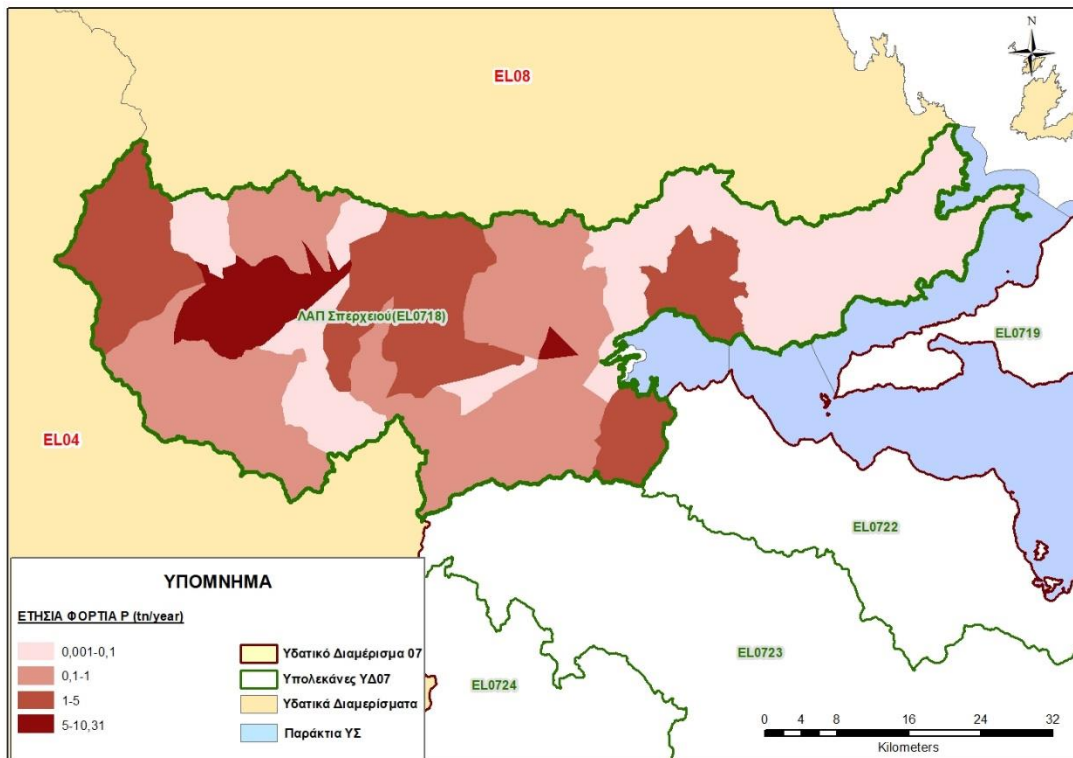 N
EL08
ΛΑΠ Σπερχειού(EL0718)
EL0719
EL04
EL0722
EL0723
EL0724
ΥΠΟΜΝΗΜΑ
ΕΤΗΣΙΑ ΦΟΡΤΙΑ P (tn/year)
0,001-0,1
0,1-1
1-5
5-10,31
Υδατικό Διαμέρισμα 07
Υπολεκάνες ΥΔ07
Υδατικά Διαμερίσματα
Παράκτια ΥΣ
0 4 8 16 24 32
Kilometers